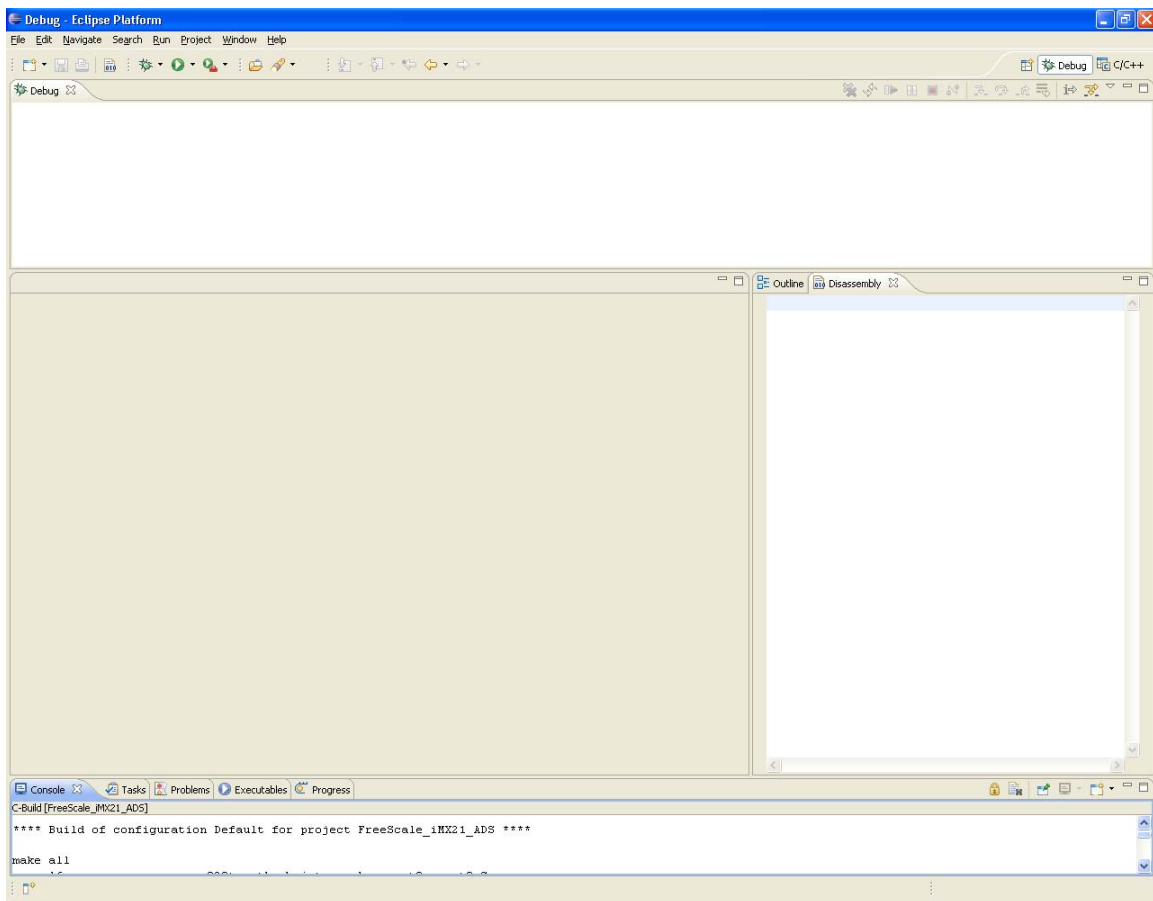 Debug - Eclipse Platform
File Edit Navigate Search Run Project Window Help
Debug C/C++
Debug
Outline Disassembly
Console Tasks Problems Executables Progress
C-Build [FreeScale_iMX21_ADS]
**** Build of configuration Default for project FreeScale_iMX21_ADS ****
make all